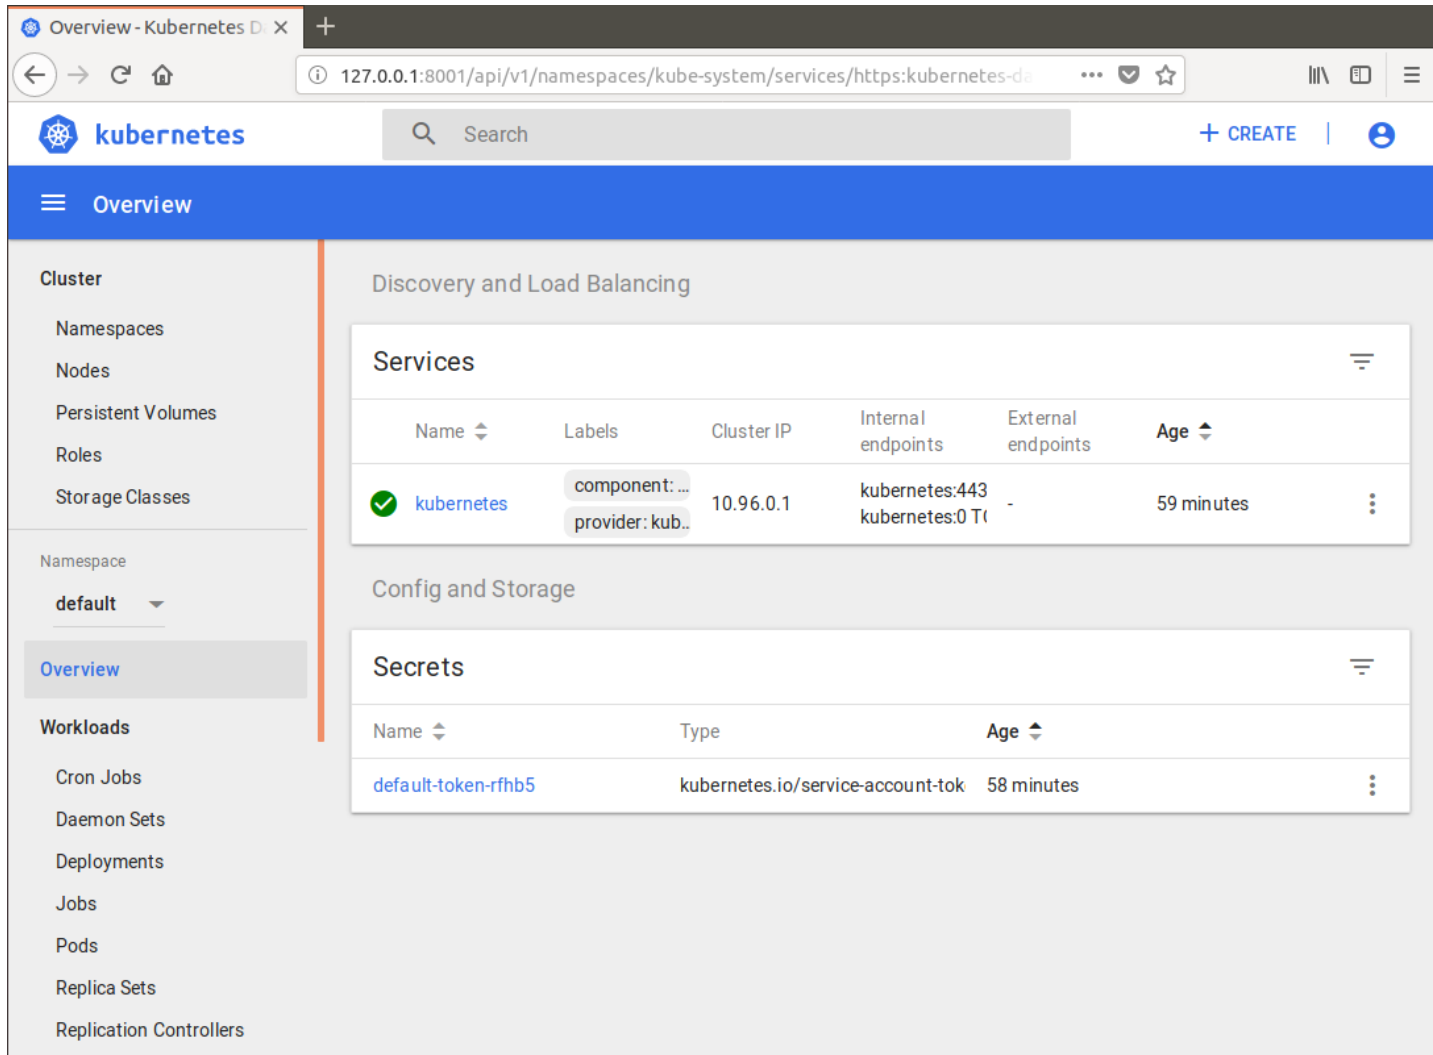 Overview - Kubernetes D
127.0.0.1:8001/api/v1/namespaces/kube-system/services/https:kubernetes-da
kubernetes
Search
+ CREATE
Overview
Cluster
Namespaces
Nodes
Persistent Volumes
Roles
Storage Classes
Namespace
default
Overview
Workloads
Cron Jobs
Daemon Sets
Deployments
Jobs
Pods
Replica Sets
Replication Controllers
Discovery and Load Balancing
Services
Name Labels Cluster IP Internal endpoints External endpoints Age
kubernetes component: ... 10.96.0.1 kubernetes:443 - 59 minutes
provider: kub.. kubernetes:0 TC
Config and Storage
Secrets
Name Type Age
default-token-rfhb5 kubernetes.io/service-account-tok 58 minutes